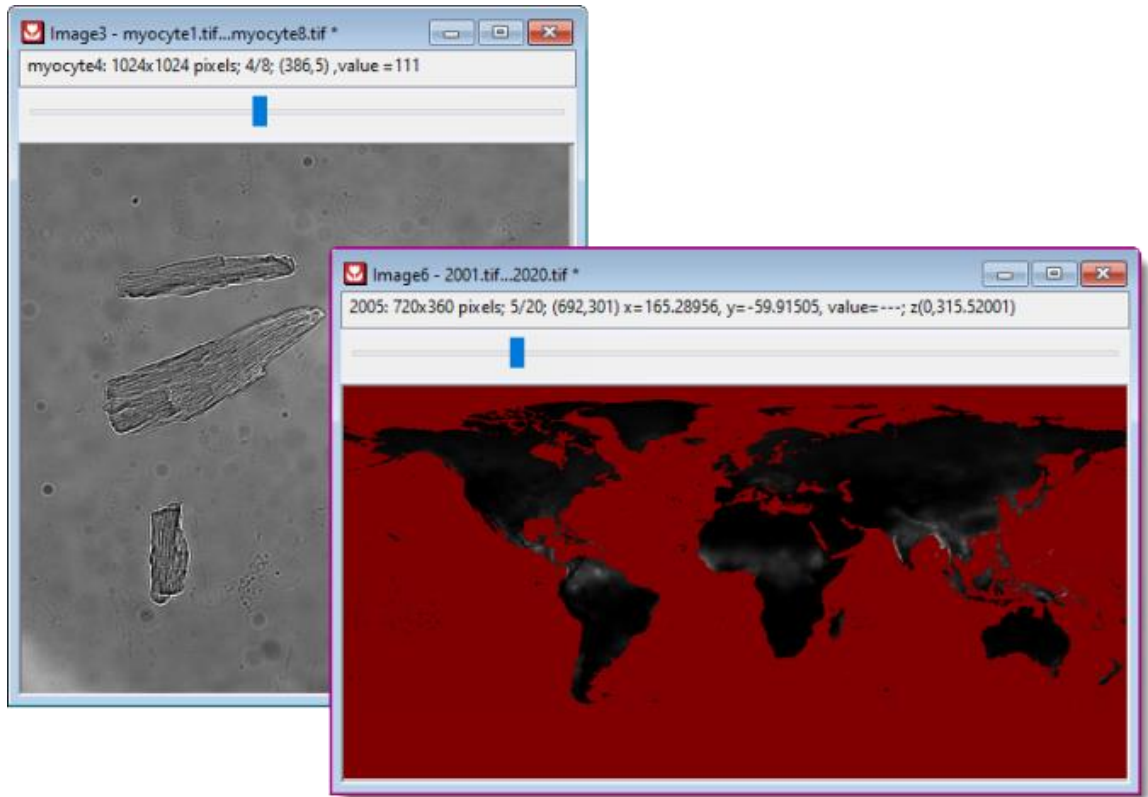 Image3 - myocyte1.tif...myocyte8.tif *
myocyte4: 1024x1024 pixels; 4/8; (386,5) ,value =111
Image6 - 2001.tif...2020.tif *
2005: 720x360 pixels; 5/20; (692,301) x=165.28956, y=-59.91505, value=---; z(0,315.52001)